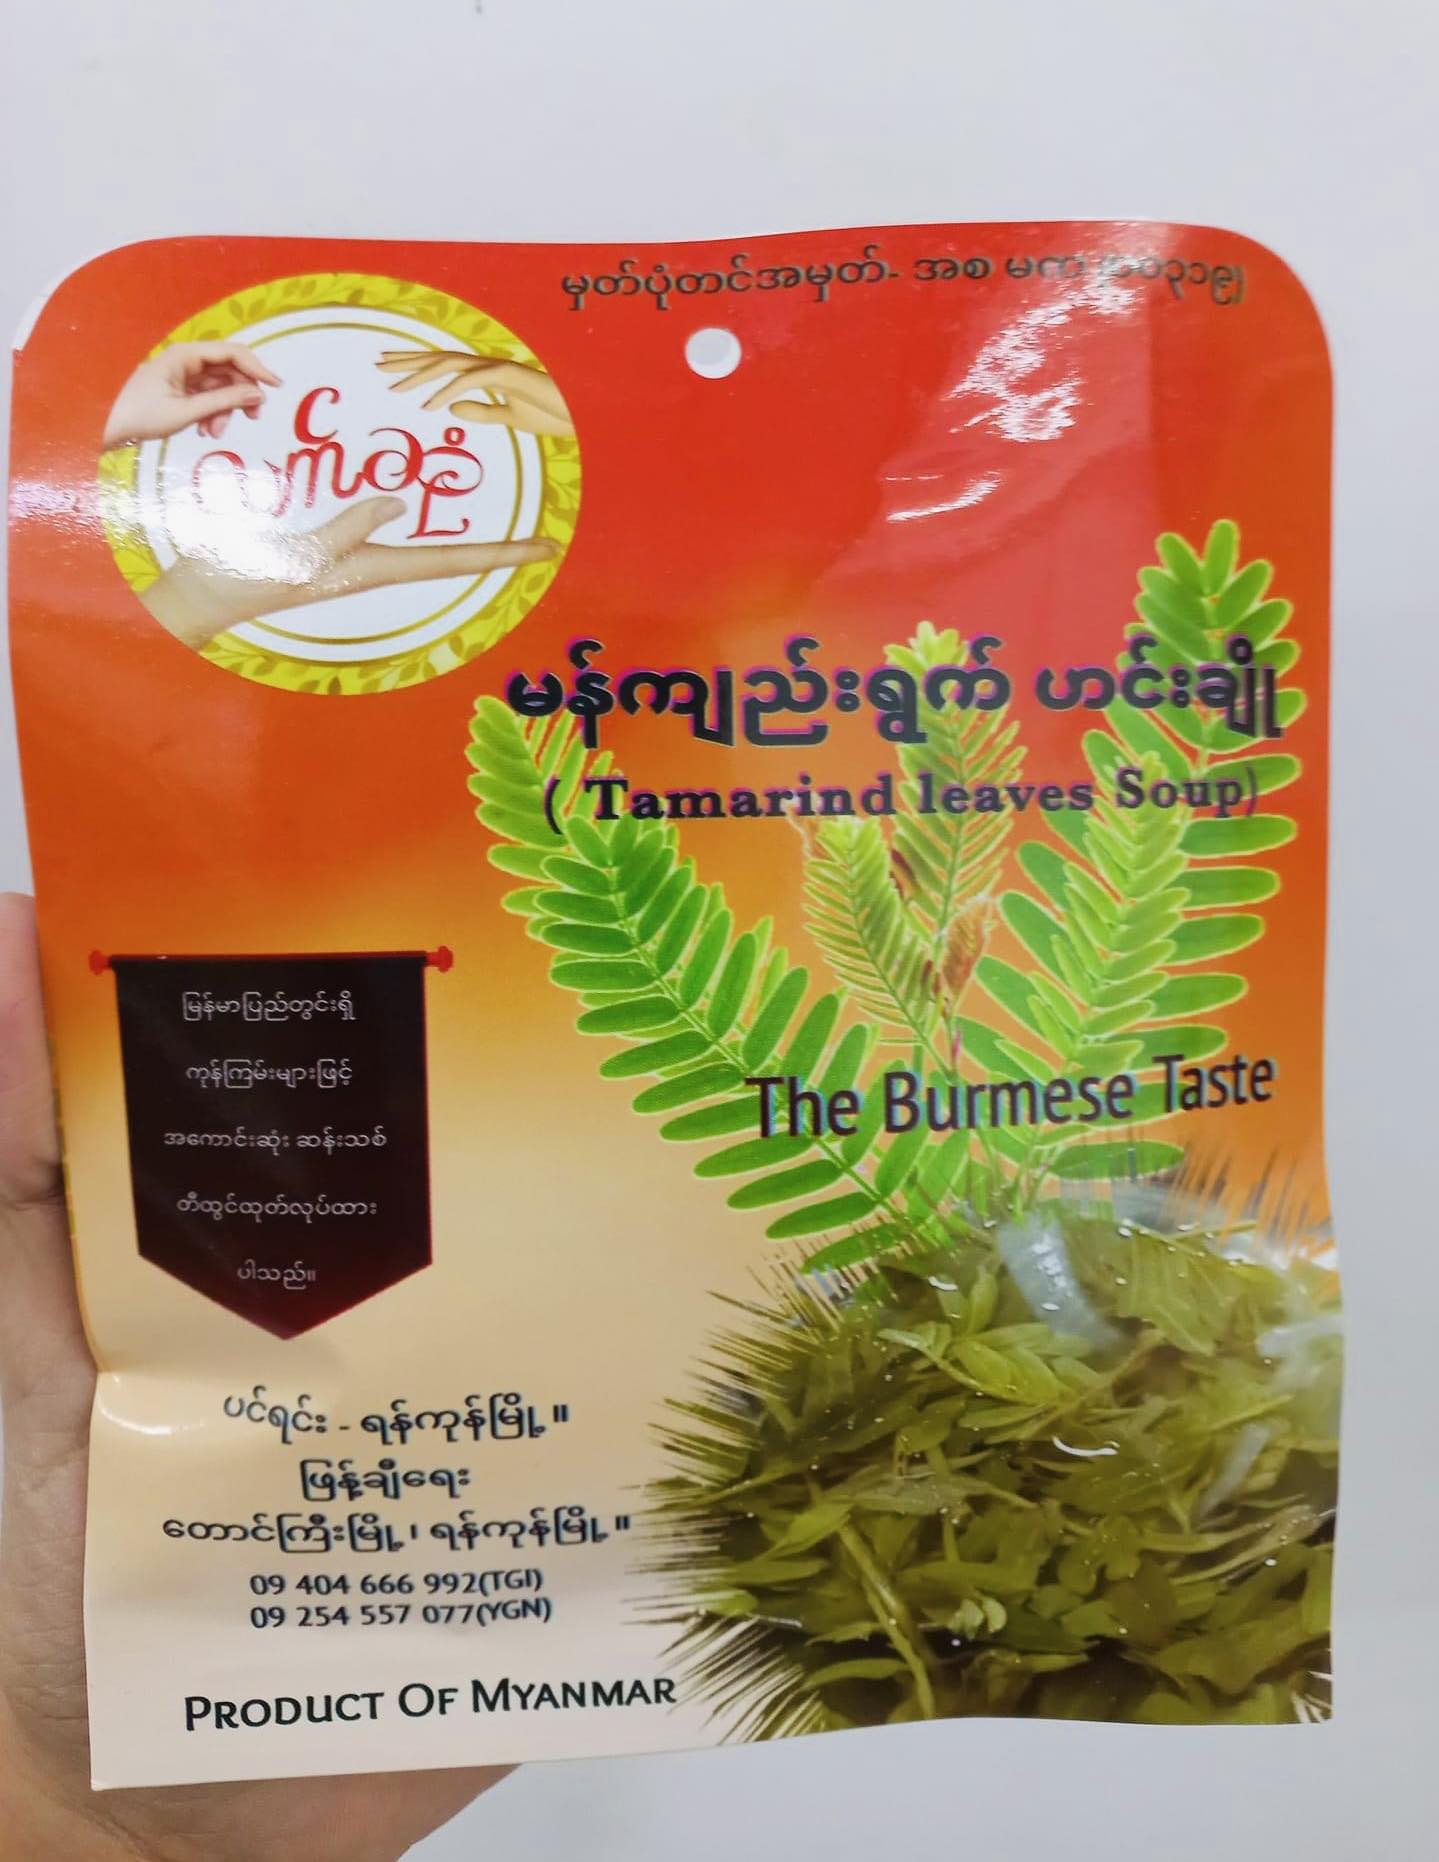 မှတ်ပုံတင်အမှတ်- အစ မက
လက်ခနုံ
မန်ကျည်းရွက် ဟင်းချို
( Tamarind leaves Soup)
The Burmese Taste
မြန်မာပြည်တွင်းရှိ
ကုန်ကြမ်းများဖြင့်
အကောင်းဆုံး ဆန်းသစ်
တီထွင်ထုတ်လုပ်ထား
ပါသည်။
ပင်ရင်း - ရန်ကုန်မြို့ ။
ဖြန့်ချီရေး
တောင်ကြီးမြို့ ၊ ရန်ကုန်မြို့ ။
09 404 666 992(TGI)
09 254 557 077(YGN)
PRODUCT OF MYANMAR